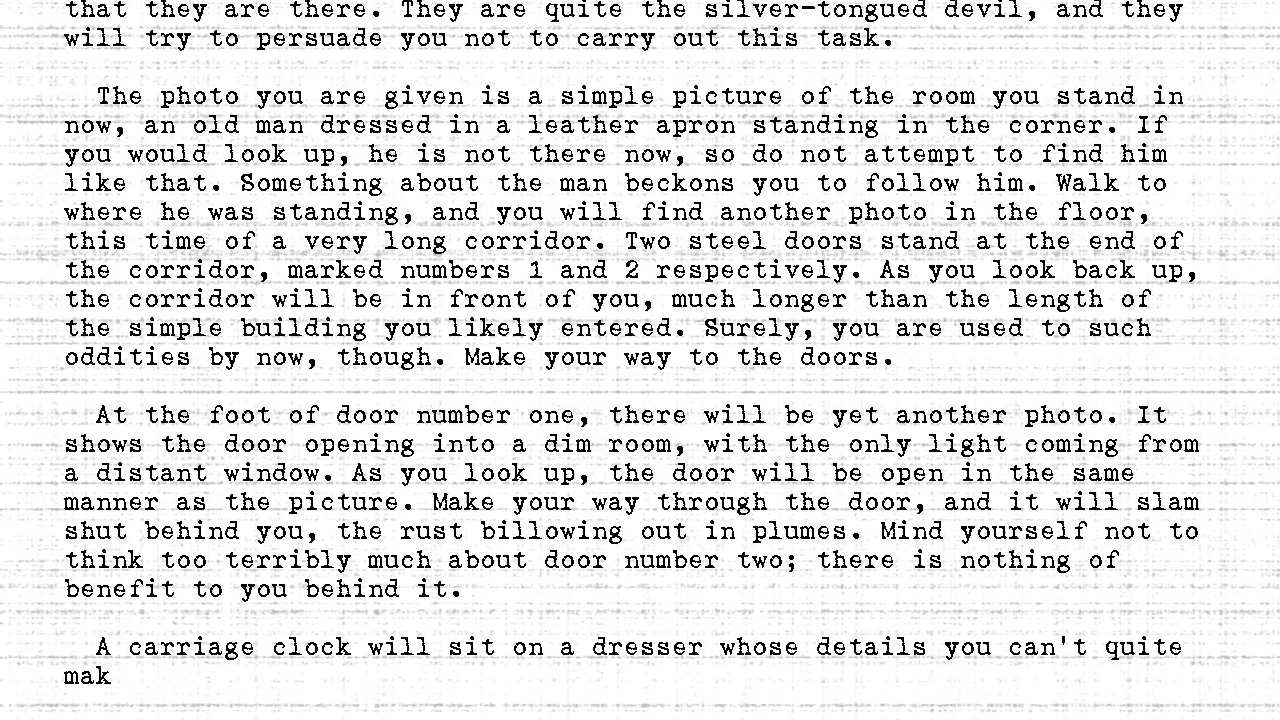 that they are there. They are quite the silver-tongued devil, and they
will try to persuade you not to carry out this task.
The photo you are given is a simple picture of the room you stand in
now, an old man dressed in a leather apron standing in the corner. If
you would look up, he is not there now, so do not attempt to find him
like that. Something about the man beckons you to follow him. Walk to
where he was standing, and you will find another photo in the floor,
this time of a very long corridor. Two steel doors stand at the end of
the corridor, marked numbers 1 and 2 respectively. As you look back up,
the corridor will be in front of you, much longer than the length of
the simple building you likely entered. Surely, you are used to such
oddities by now, though. Make your way to the doors.
At the foot of door number one, there will be yet another photo. It
shows the door opening into a dim room, with the only light coming from
a distant window. As you look up, the door will be open in the same
manner as the picture. Make your way through the door, and it will slam
shut behind you, the rust billowing out in plumes. Mind yourself not to
think too terribly much about door number two; there is nothing of
benefit to you behind it.
A carriage clock will sit on a dresser whose details you can't quite
mak